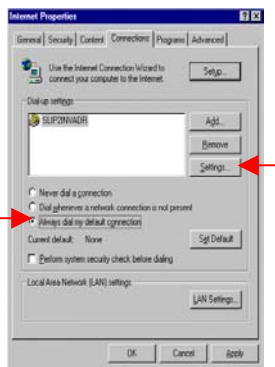 Internet Properties
General Security Content Connections Programs Advanced
Use the Internet Connection Wizard to
connect your computer to the Internet.
Setup...
Dial-up settings
SLIP2INVADR
Add...
Remove
Settings...
Never dial a connection
Dial whenever a network connection is not present
Always dial my default connection
Current default: None
Set Default
Perform system security check before dialing
Local Area Network (LAN) settings
LAN Settings...
OK Cancel Apply